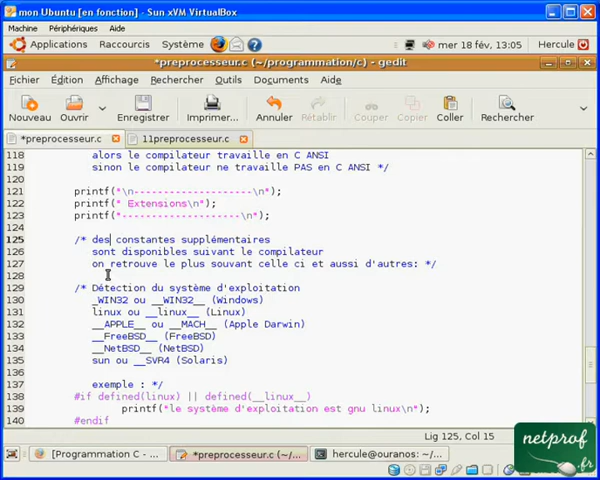 mon Ubuntu [en fonction] - Sun xVM VirtualBox
Machine Périphériques Aide
Applications Raccourcis Système mer 18 fév, 13:05 Hercule
*preprocesseur.c (~/programmation/c) - gedit
Fichier Édition Affichage Rechercher Outils Documents Aide
Nouveau Ouvrir Enregistrer Imprimer... Annuler Rétablir Couper Copier Coller Rechercher
*preprocesseur.c 11preprocesseur.c
118 alors le compilateur travaille en C ANSI
119 sinon le compilateur ne travaille PAS en C ANSI */
120
121 printf("\n--------------------\n");
122 printf(" Extensions\n");
123 printf("--------------------\n");
124
125 /* des constantes supplémentaires
126 sont disponibles suivant le compilateur
127 on retrouve le plus souvant celle ci et aussi d'autres: */
128
129 /* Détection du système d'exploitation
130 _WIN32 ou __WIN32__ (Windows)
131 linux ou __linux__ (Linux)
132 __APPLE__ ou __MACH__ (Apple Darwin)
133 __FreeBSD__ (FreeBSD)
134 __NetBSD__ (NetBSD)
135 sun ou __SVR4 (Solaris)
136
137 exemple : */
138 #if defined(linux) || defined(__linux__)
139 printf("le système d'exploitation est gnu linux\n");
140 #endif
Lig 125, Col 15
[Programmation C - ... *preprocesseur.c (~/... hercule@ouranos: ~/...
netprof
.fr